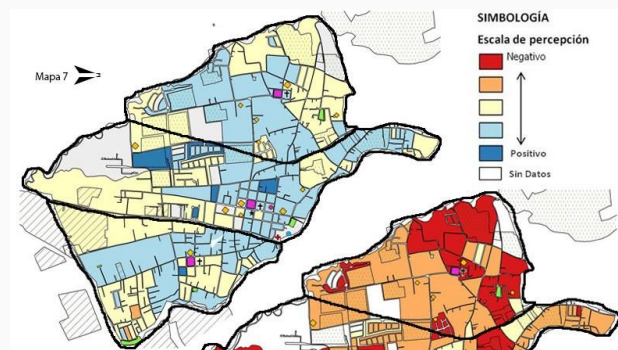 SIMBOLOGÍA
Escala de percepción
Negativo
Positivo
Sin Datos
Mapa 7